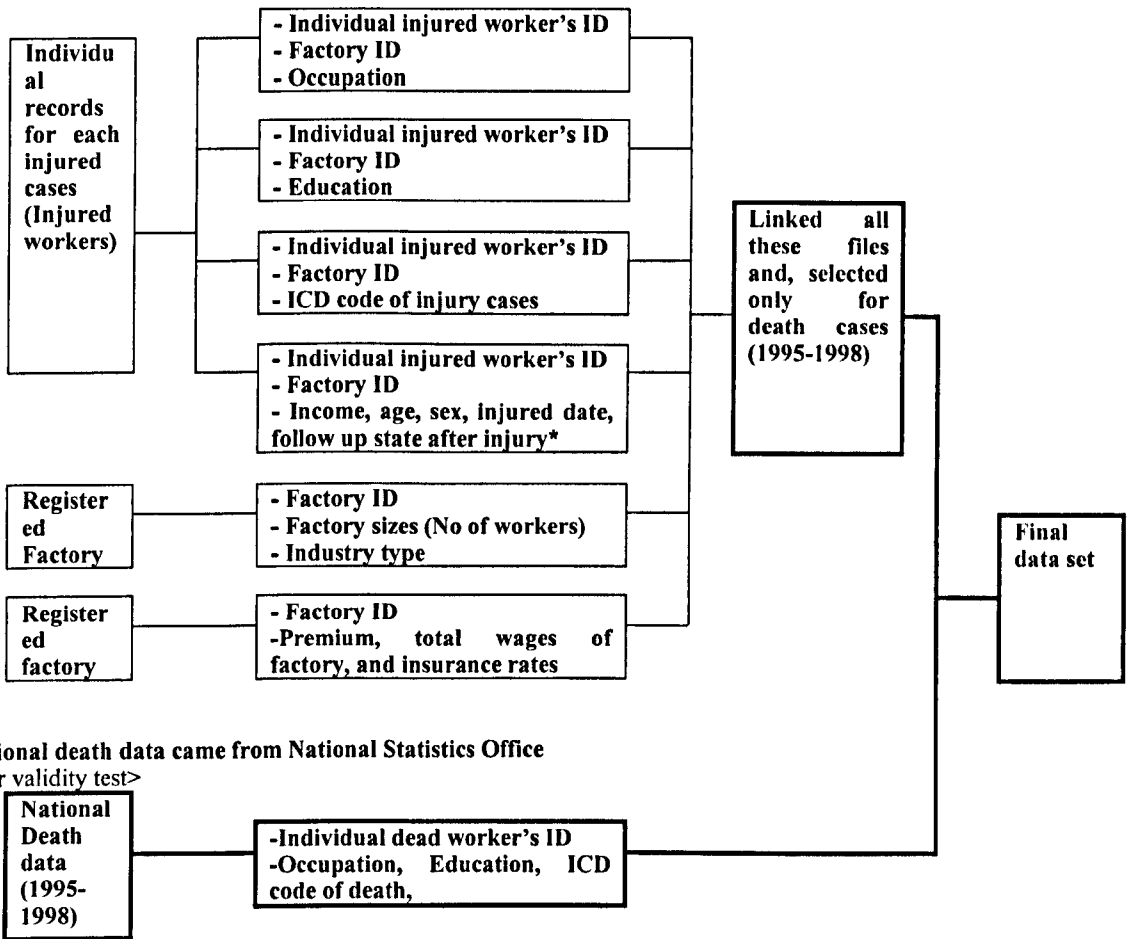 Individu
al
records
for each
injured
cases
(Injured
workers)
- Individual injured worker's ID
- Factory ID
- Occupation
- Individual injured worker's ID
- Factory ID
- Education
- Individual injured worker's ID
- Factory ID
- ICD code of injury cases
- Individual injured worker's ID
- Factory ID
- Income, age, sex, injured date,
follow up state after injury*
Linked all
these files
and, selected
only for
death cases
(1995-1998)
Register
ed
Factory
- Factory ID
- Factory sizes (No of workers)
- Industry type
Register
ed
factory
- Factory ID
-Premium, total wages of
factory, and insurance rates
Final
data set
ional death data came from National Statistics Office
r validity test>
National
Death
data
(1995-
1998)
-Individual dead worker's ID
-Occupation, Education, ICD
code of death,